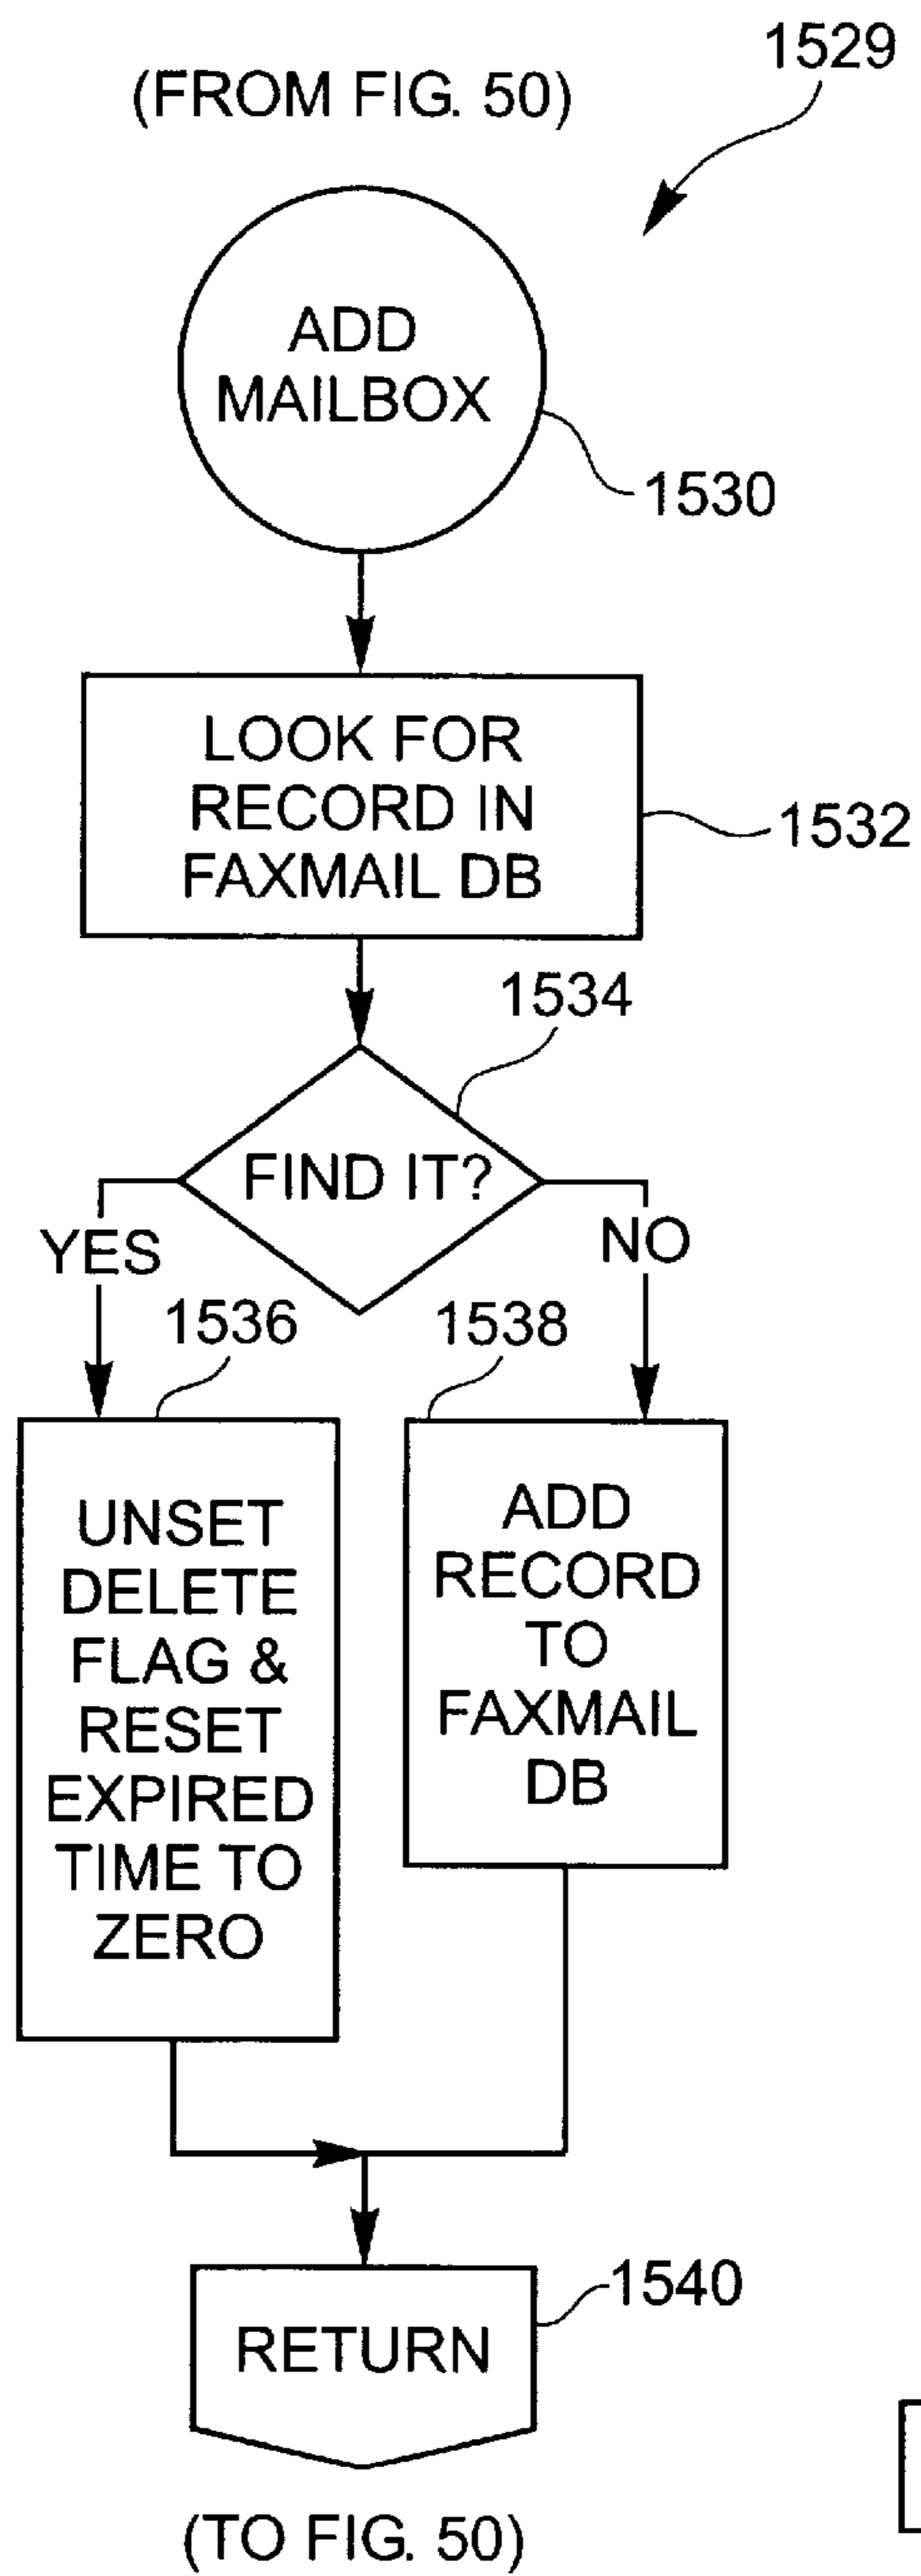 1529
(FROM FIG. 50)
ADD
MAILBOX
1530
LOOK FOR
RECORD IN
FAXMAIL DB
1532
1534
FIND IT?
YES
NO
1536
1538
UNSET
DELETE
FLAG &
RESET
EXPIRED
TIME TO
ZERO
ADD
RECORD
TO
FAXMAIL
DB
1540
RETURN
(TO FIG. 50)